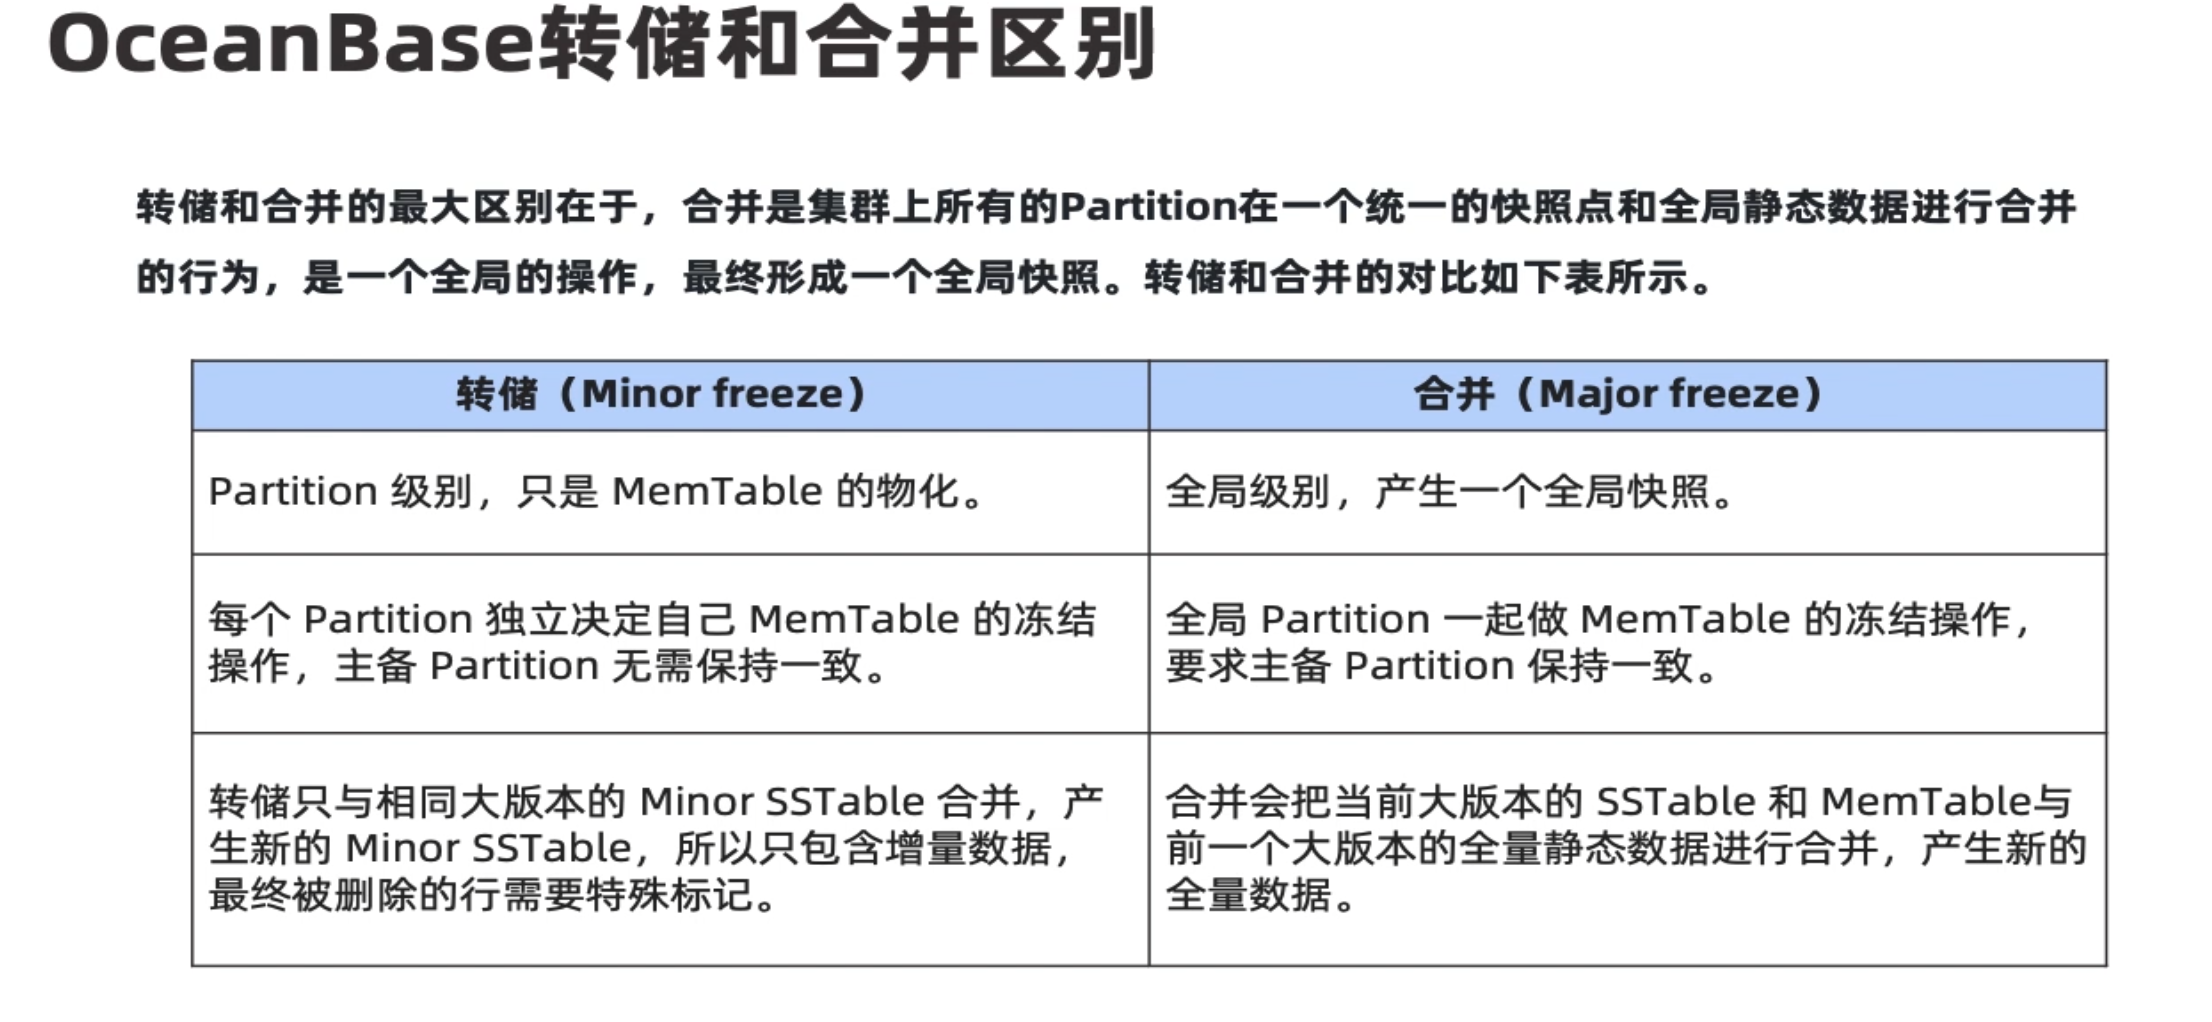 OceanBase转储和合并区别
转储和合并的最大区别在于，合并是集群上所有的Partition在一个统一的快照点和全局静态数据进行合并
的行为，是一个全局的操作，最终形成一个全局快照。转储和合并的对比如下表所示。
转储（Minor freeze）
合并（Major freeze）
Partition 级别，只是 MemTable 的物化。
全局级别，产生一个全局快照。
每个 Partition 独立决定自己 MemTable 的冻结
操作，主备 Partition 无需保持一致。
全局 Partition 一起做 MemTable 的冻结操作，
要求主备 Partition 保持一致。
转储只与相同大版本的 Minor SSTable 合并，产
生新的 Minor SSTable，所以只包含增量数据，
最终被删除的行需要特殊标记。
合并会把当前大版本的 SSTable 和 MemTable与
前一个大版本的全量静态数据进行合并，产生新的
全量数据。